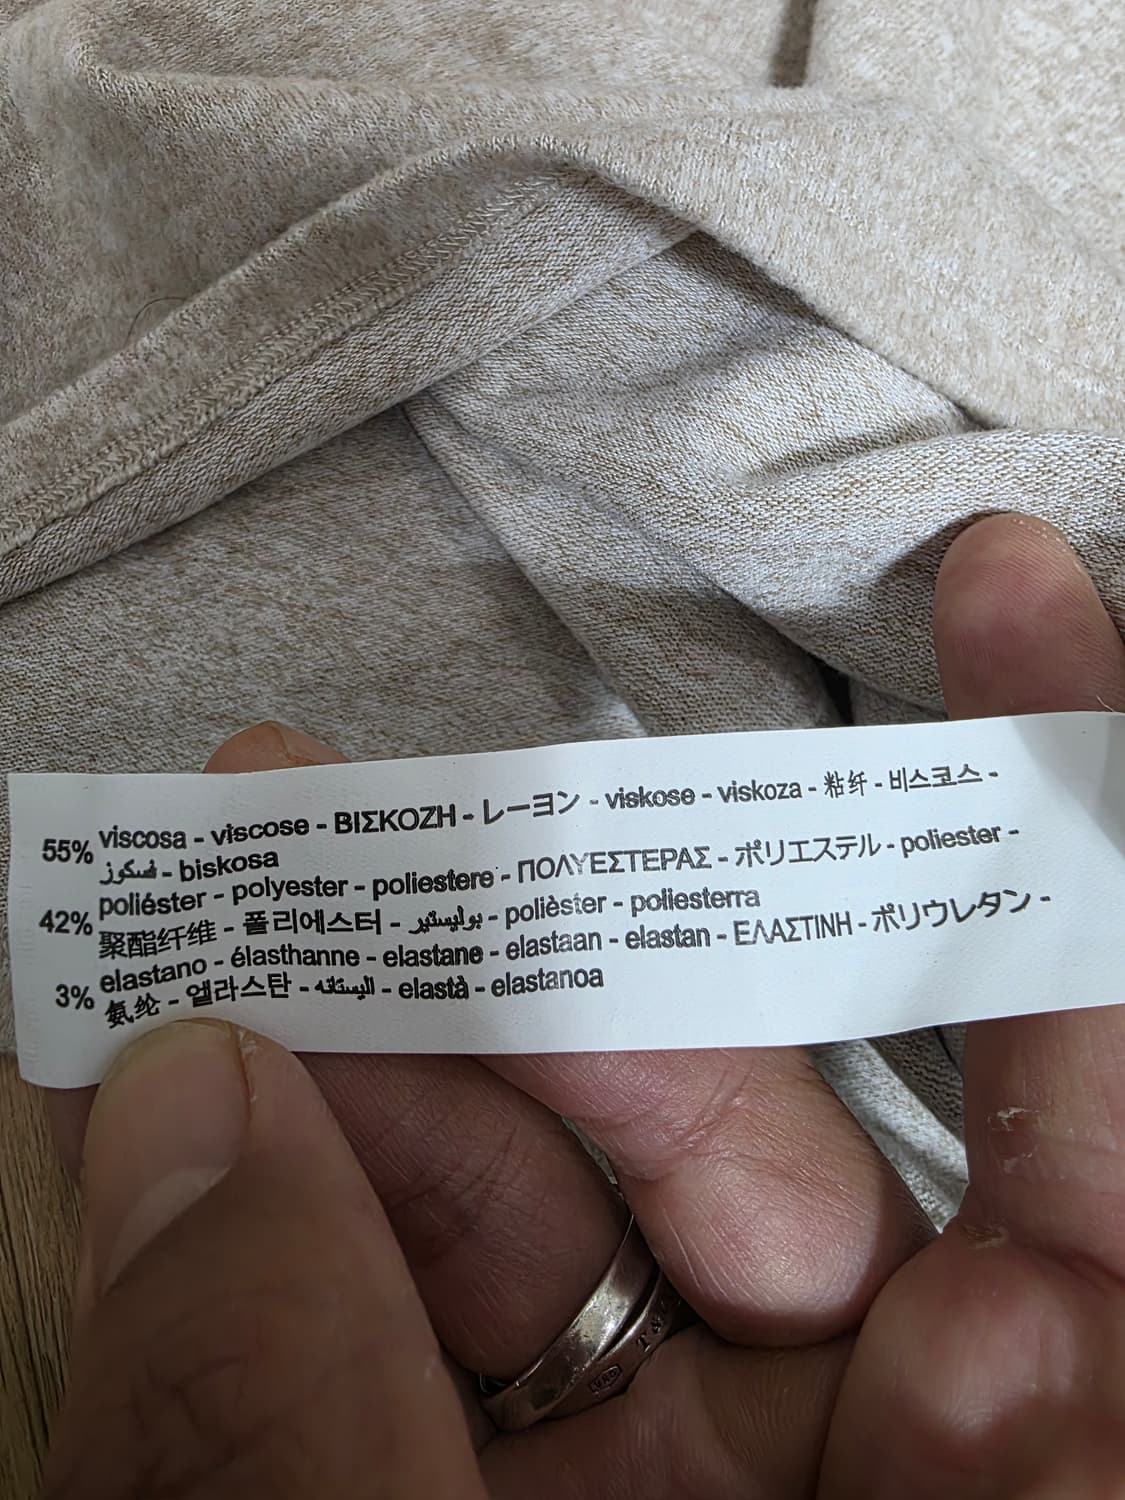 55% viscosa - viscose - ΒΙΣΚΟΖΗ - レーヨン - viskose - viskoza - 粘纤 - 비스코스 -
فسكوز - biskosa
42% poliéster - polyester - poliestere - ΠΟΛΥΕΣΤΕΡΑΣ - ポリエステル - poliester -
聚酯纤维 - 폴리에스터 - بوليستير - polièster - poliesterra
3% elastano - élasthanne - elastane - elastaan - elastan - ΕΛΑΣΤΙΝΗ - ポリウレタン -
氨纶 - 엘라스탄 - اليستانه - elastà - elastanoa